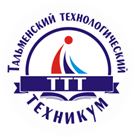 ТАЛЬМЕНСКИЙ ТЕХНОЛОГИЧЕСКИЙ
ТТТ
ТЕХНИКУМ